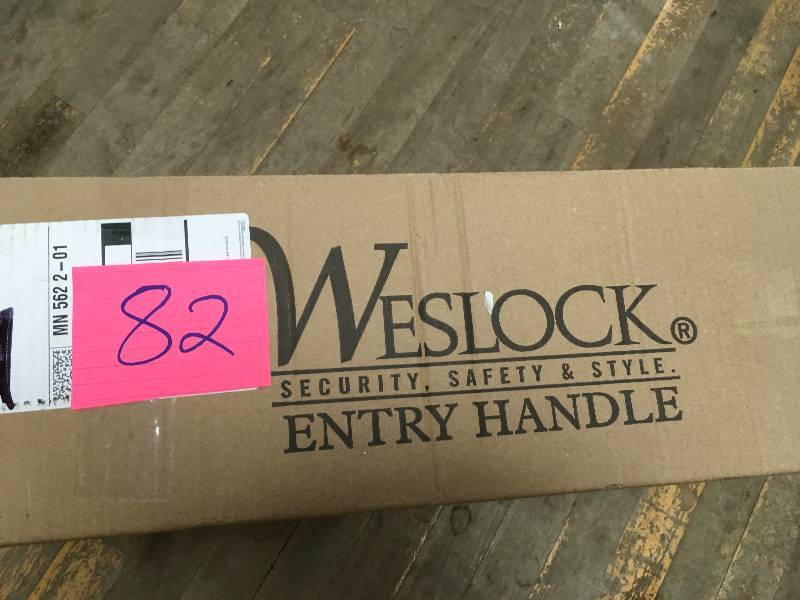 MN 562 2-01
82
WESLOCK®
SECURITY, SAFETY & STYLE.
ENTRY HANDLE